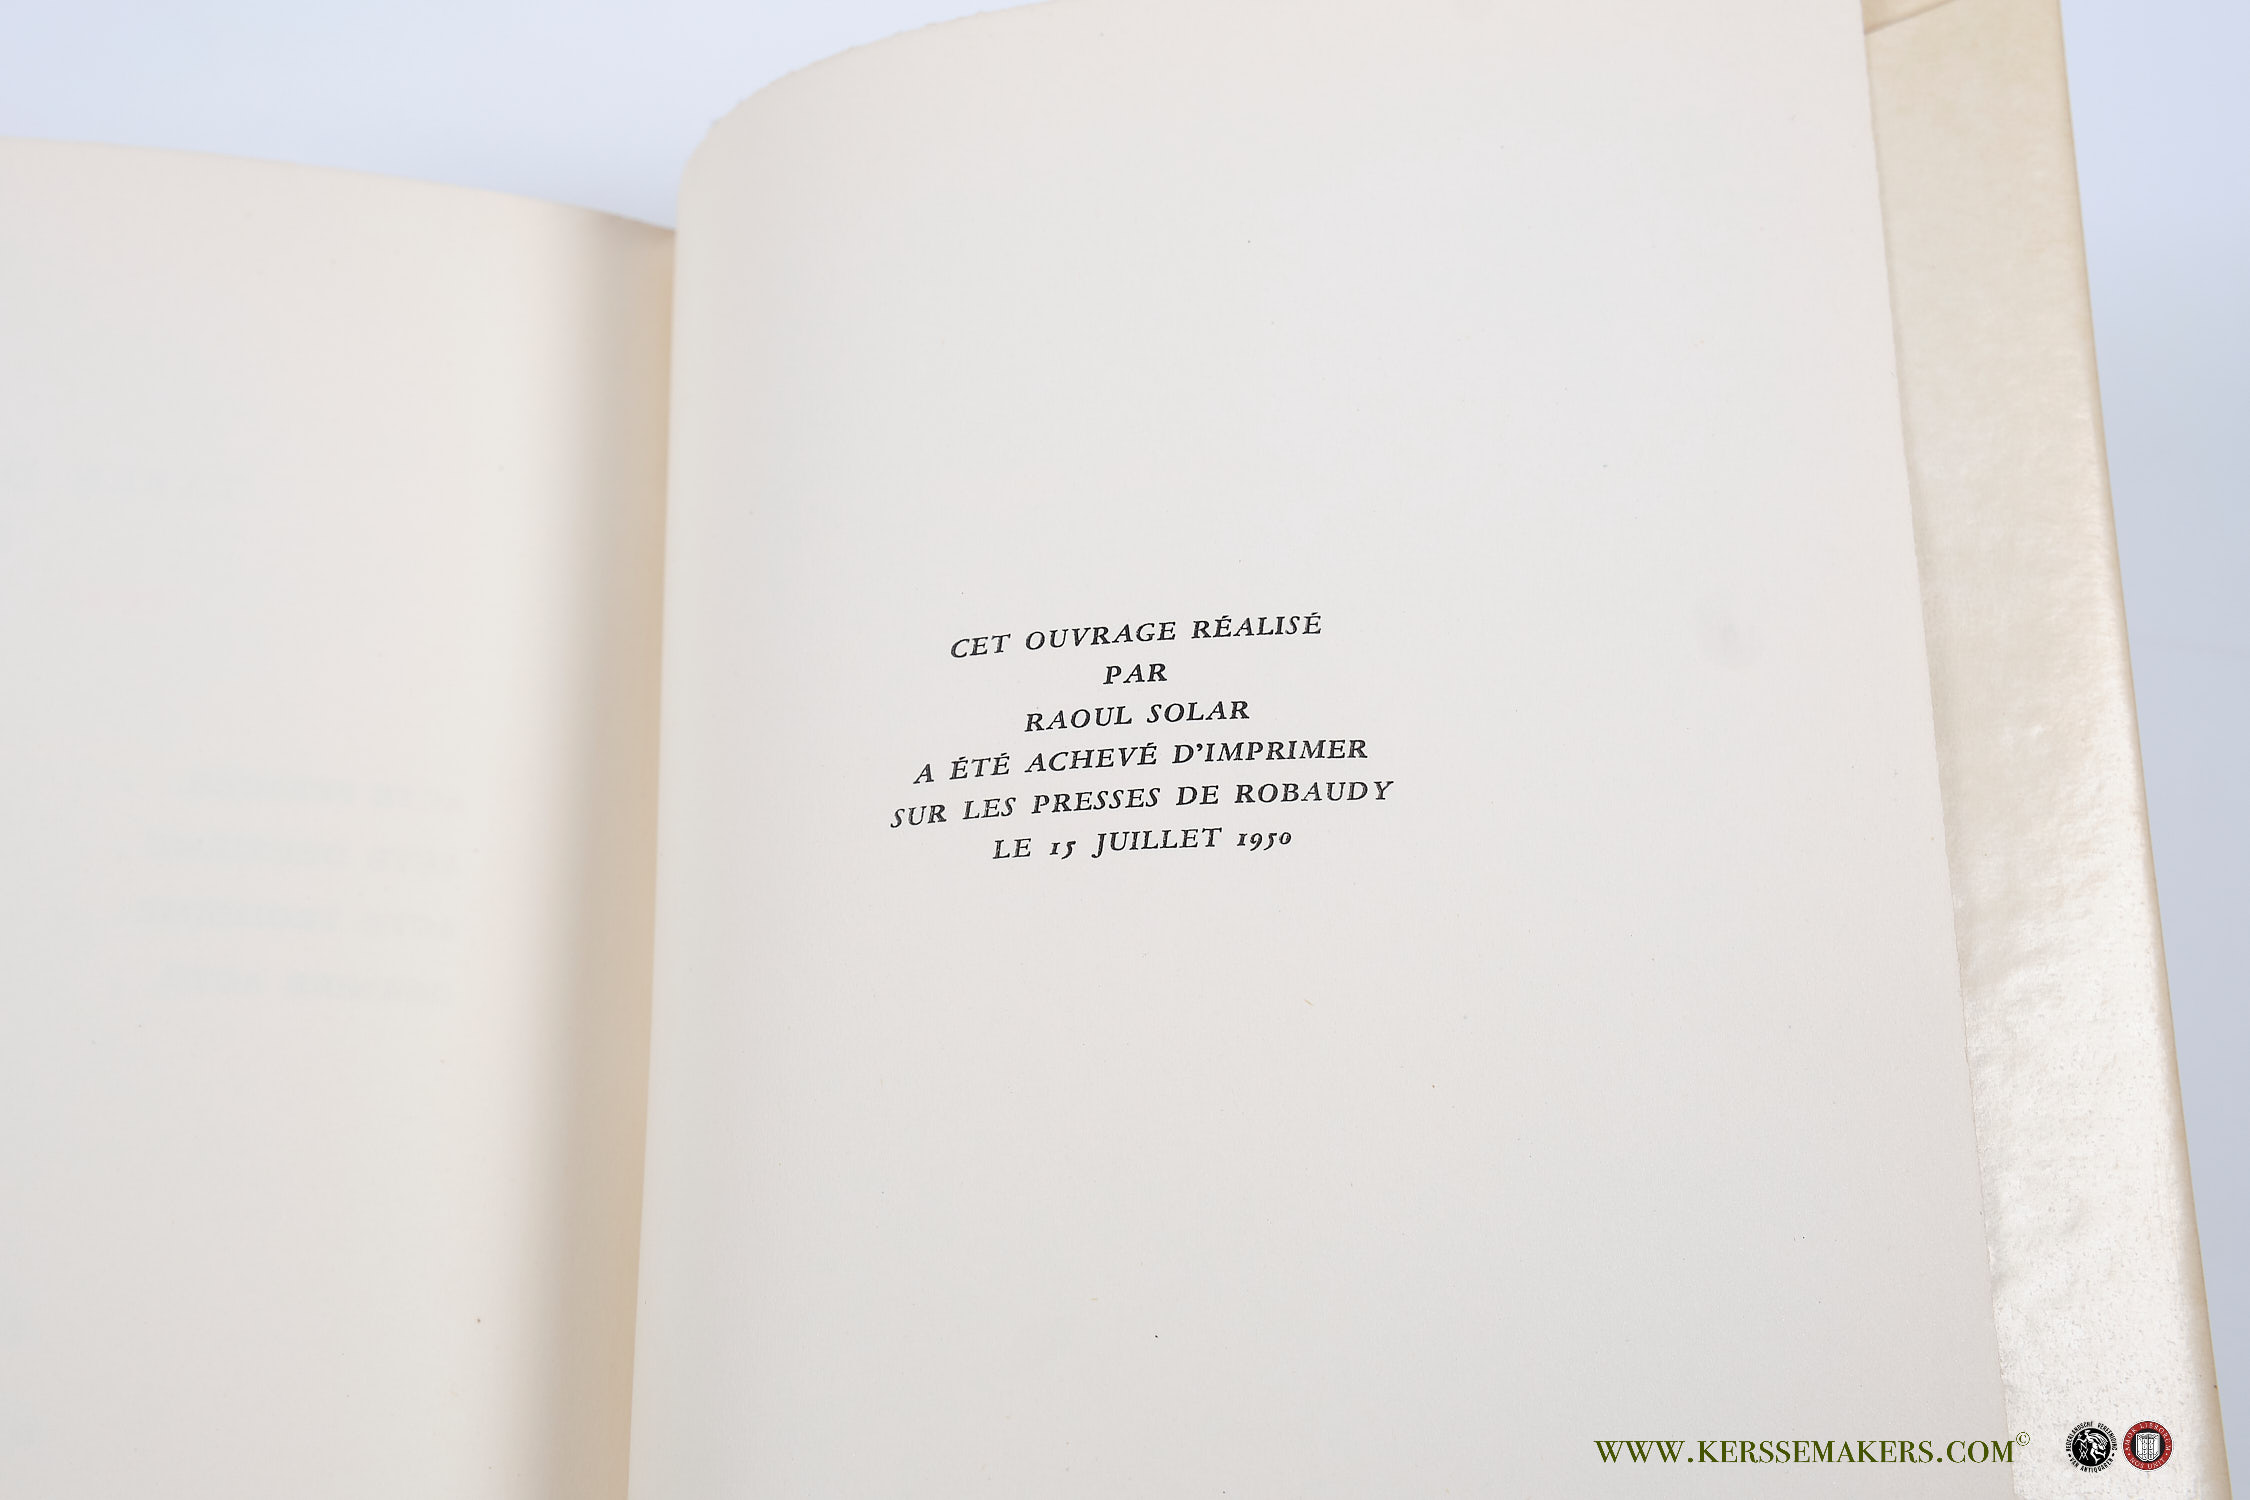 CET OUVRAGE RÉALISÉ
PAR
RAOUL SOLAR
A ÉTÉ ACHEVÉ D'IMPRIMER
SUR LES PRESSES DE ROBAUDY
LE 15 JUILLET 1950
WWW.KERSSEMAKERS.COM©